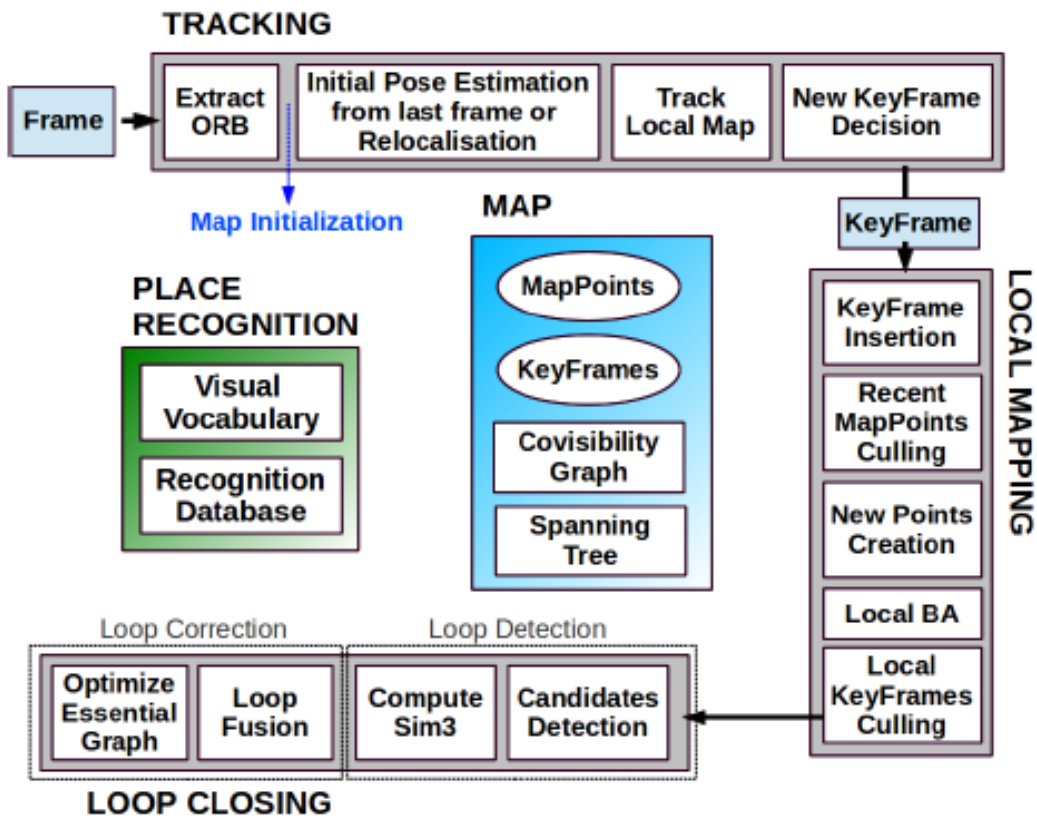 TRACKING
Frame
Extract
ORB
Initial Pose Estimation
from last frame or
Relocalisation
Track
Local Map
New KeyFrame
Decision
Map Initialization
KeyFrame
MAP
MapPoints
KeyFrames
Covisibility
Graph
Spanning
Tree
PLACE
RECOGNITION
Visual
Vocabulary
Recognition
Database
LOCAL MAPPING
KeyFrame
Insertion
Recent
MapPoints
Culling
New Points
Creation
Local BA
Local
KeyFrames
Culling
Loop Correction
Loop Detection
Optimize
Essential
Graph
Loop
Fusion
Compute
Sim3
Candidates
Detection
LOOP CLOSING